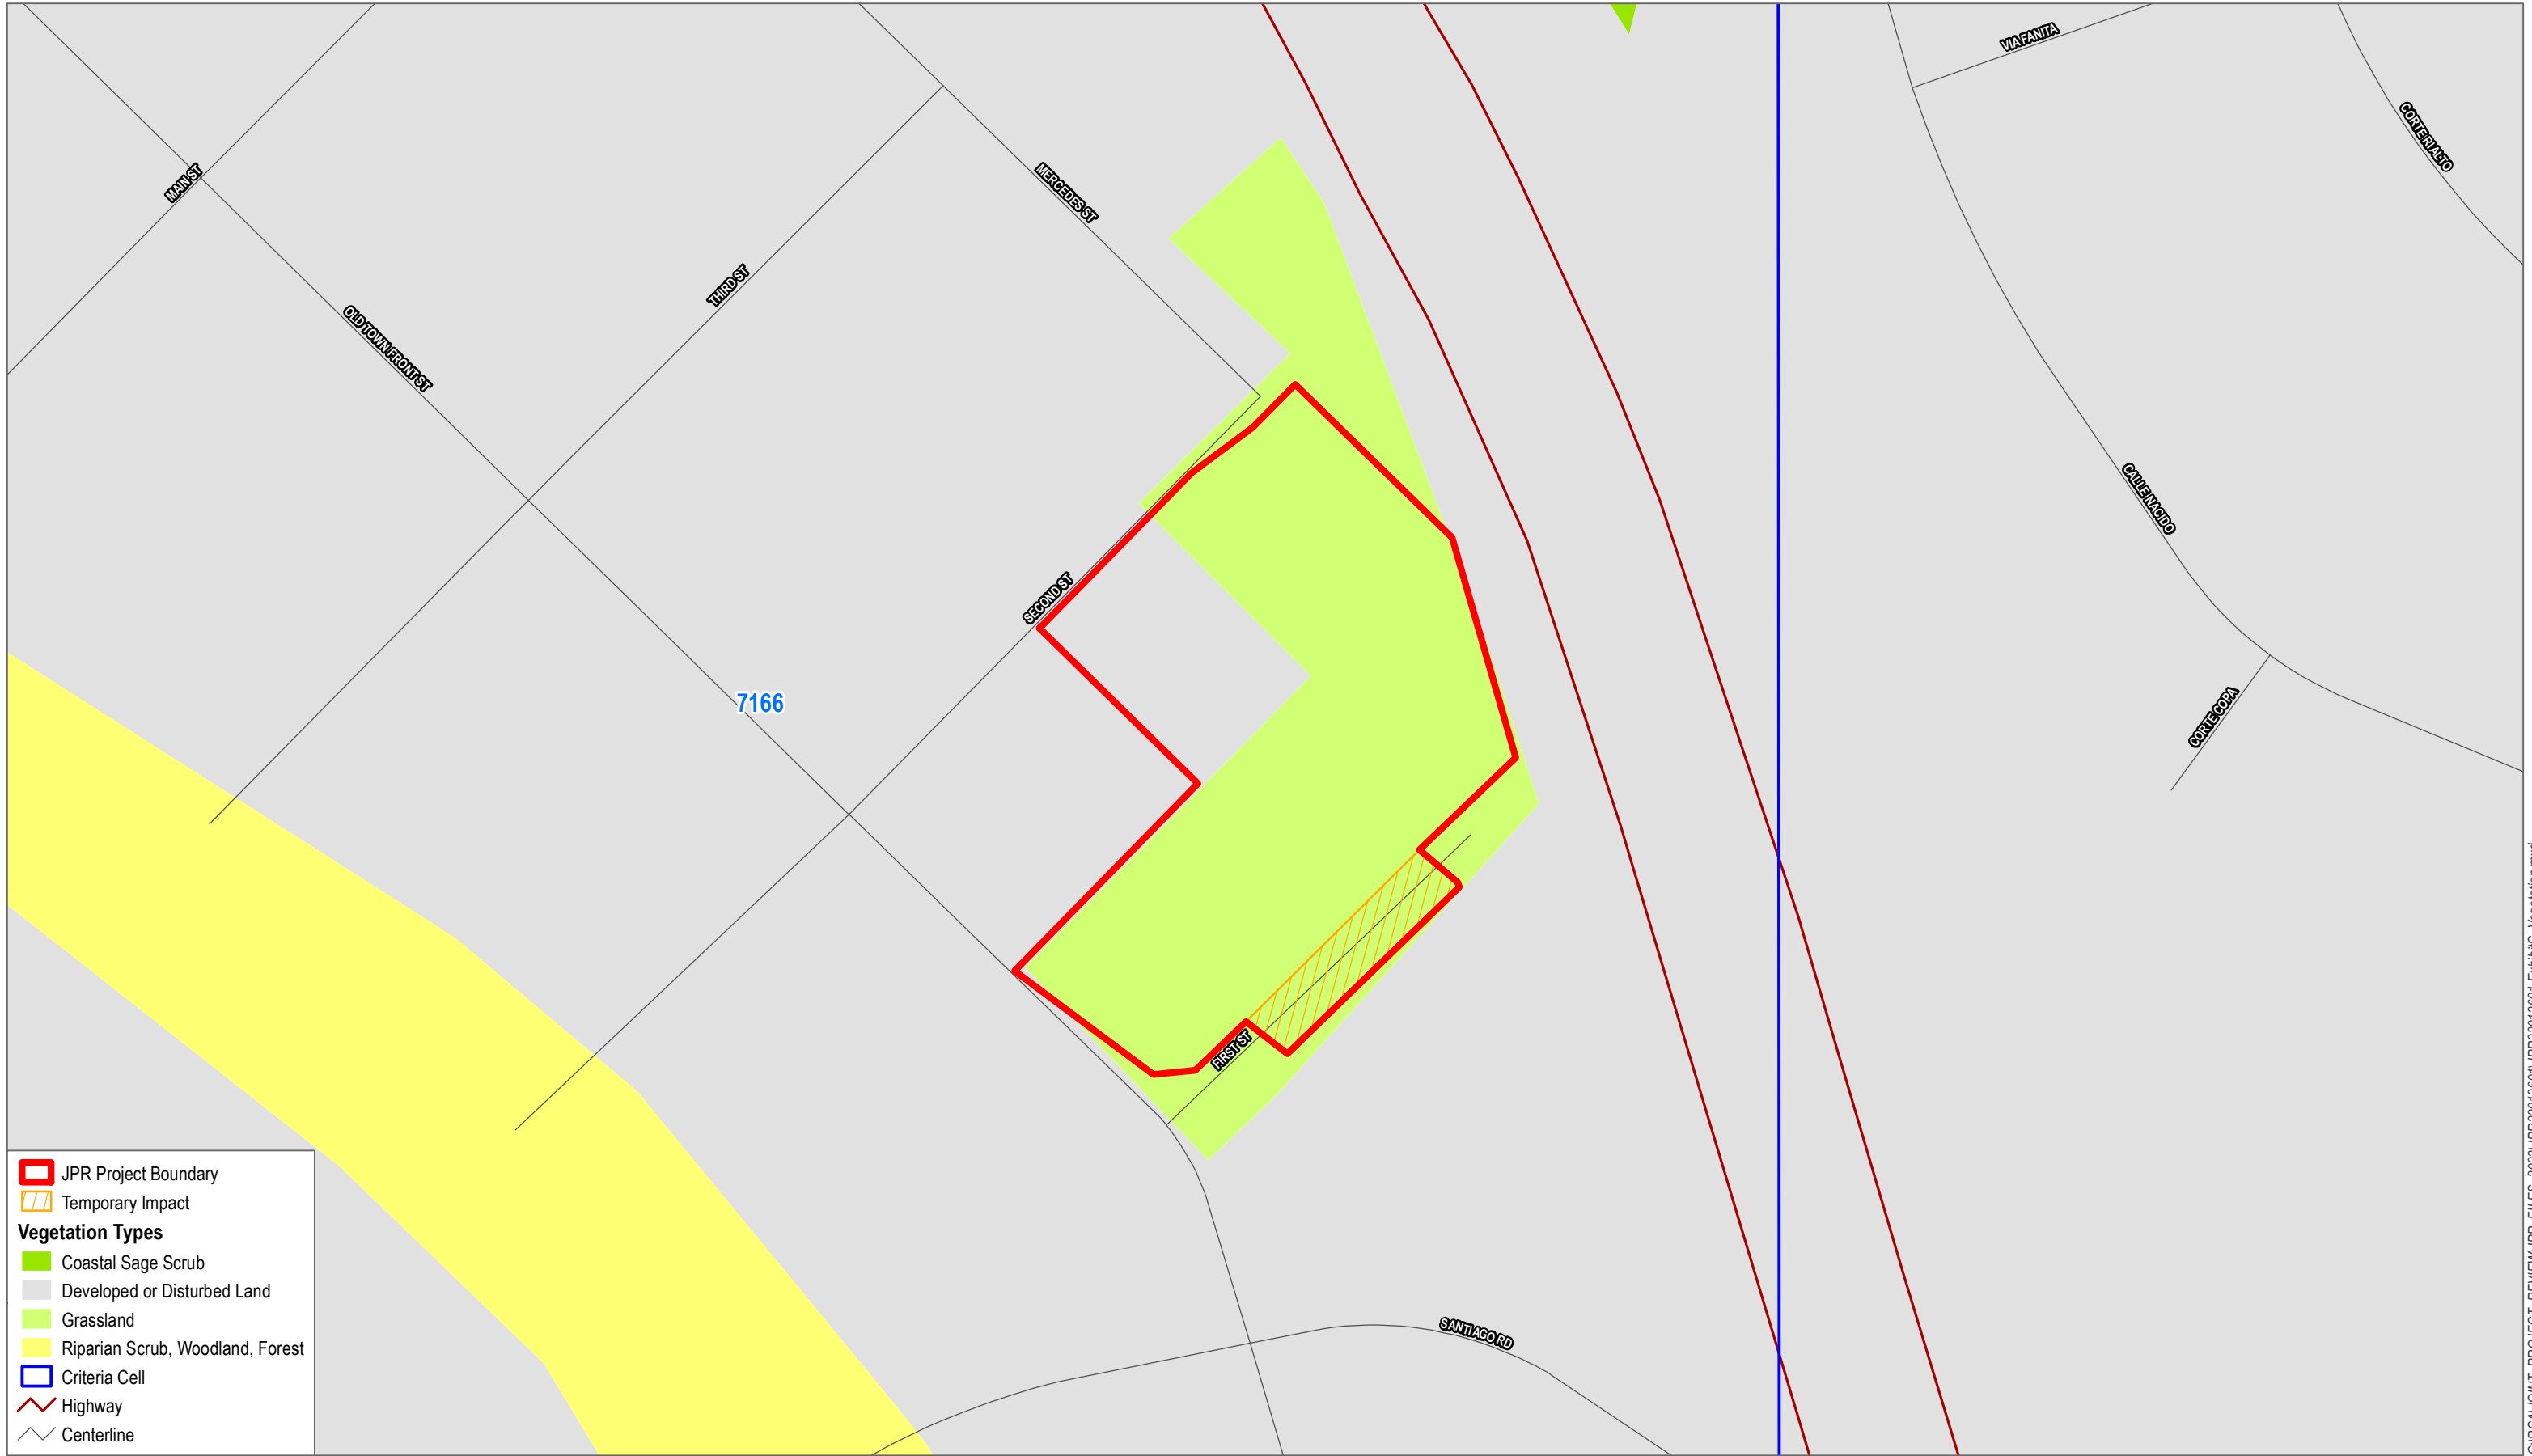 VIA FANITA
CORTE RIALTO
MAIN ST
MERCEDES ST
THIRD ST
OLD TOWN FRONT ST
CALLE NACIDO
SECOND ST
7166
CORTE COPA
FIRST ST
SANTIAGO RD
JPR Project Boundary
Temporary Impact
Vegetation Types
Coastal Sage Scrub
Developed or Disturbed Land
Grassland
Riparian Scrub, Woodland, Forest
Criteria Cell
Highway
Centerline